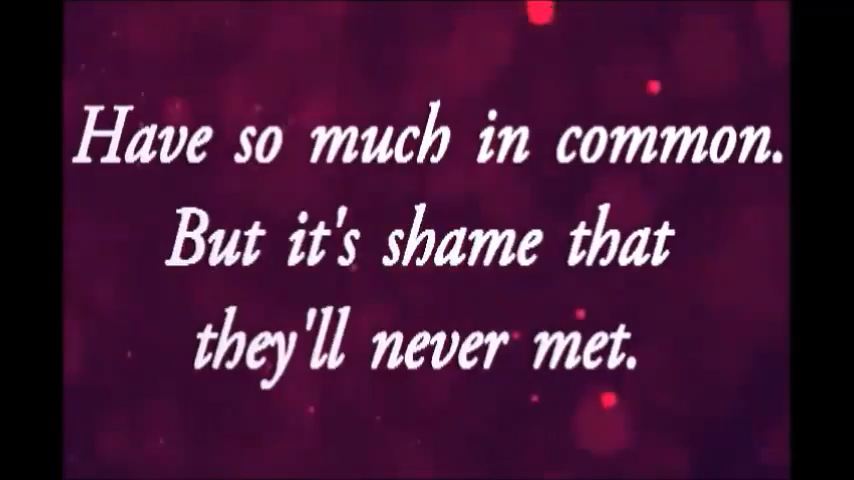 Have so much in common.
But it's shame that
they'll never met.